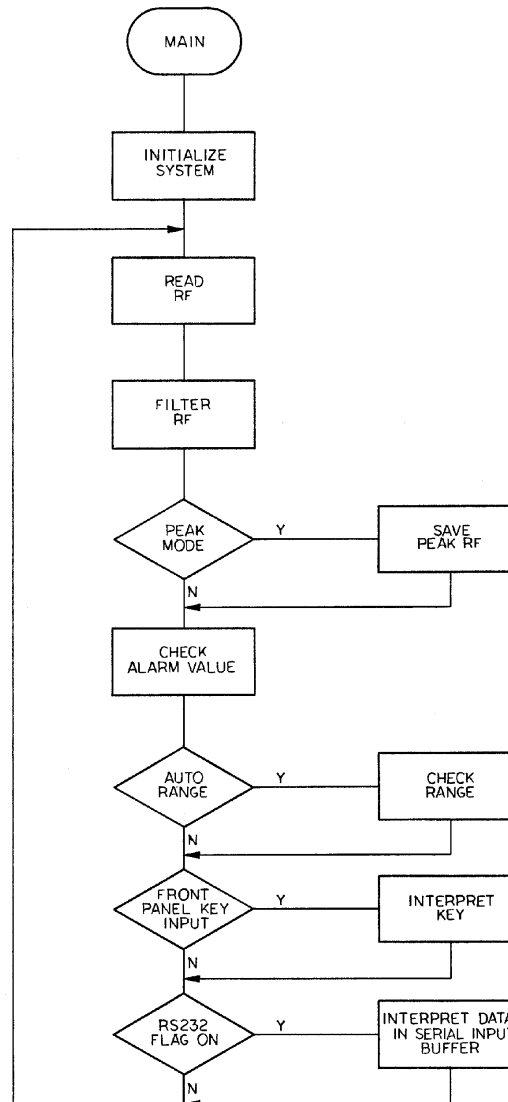 MAIN
INITIALIZE
SYSTEM
READ
RF
FILTER
RF
PEAK
MODE
Y
SAVE
PEAK RF
N
CHECK
ALARM VALUE
AUTO
RANGE
Y
CHECK
RANGE
N
FRONT
PANEL KEY
INPUT
Y
INTERPRET
KEY
N
RS232
FLAG ON
Y
INTERPRET DATA
IN SERIAL INPUT
BUFFER
N